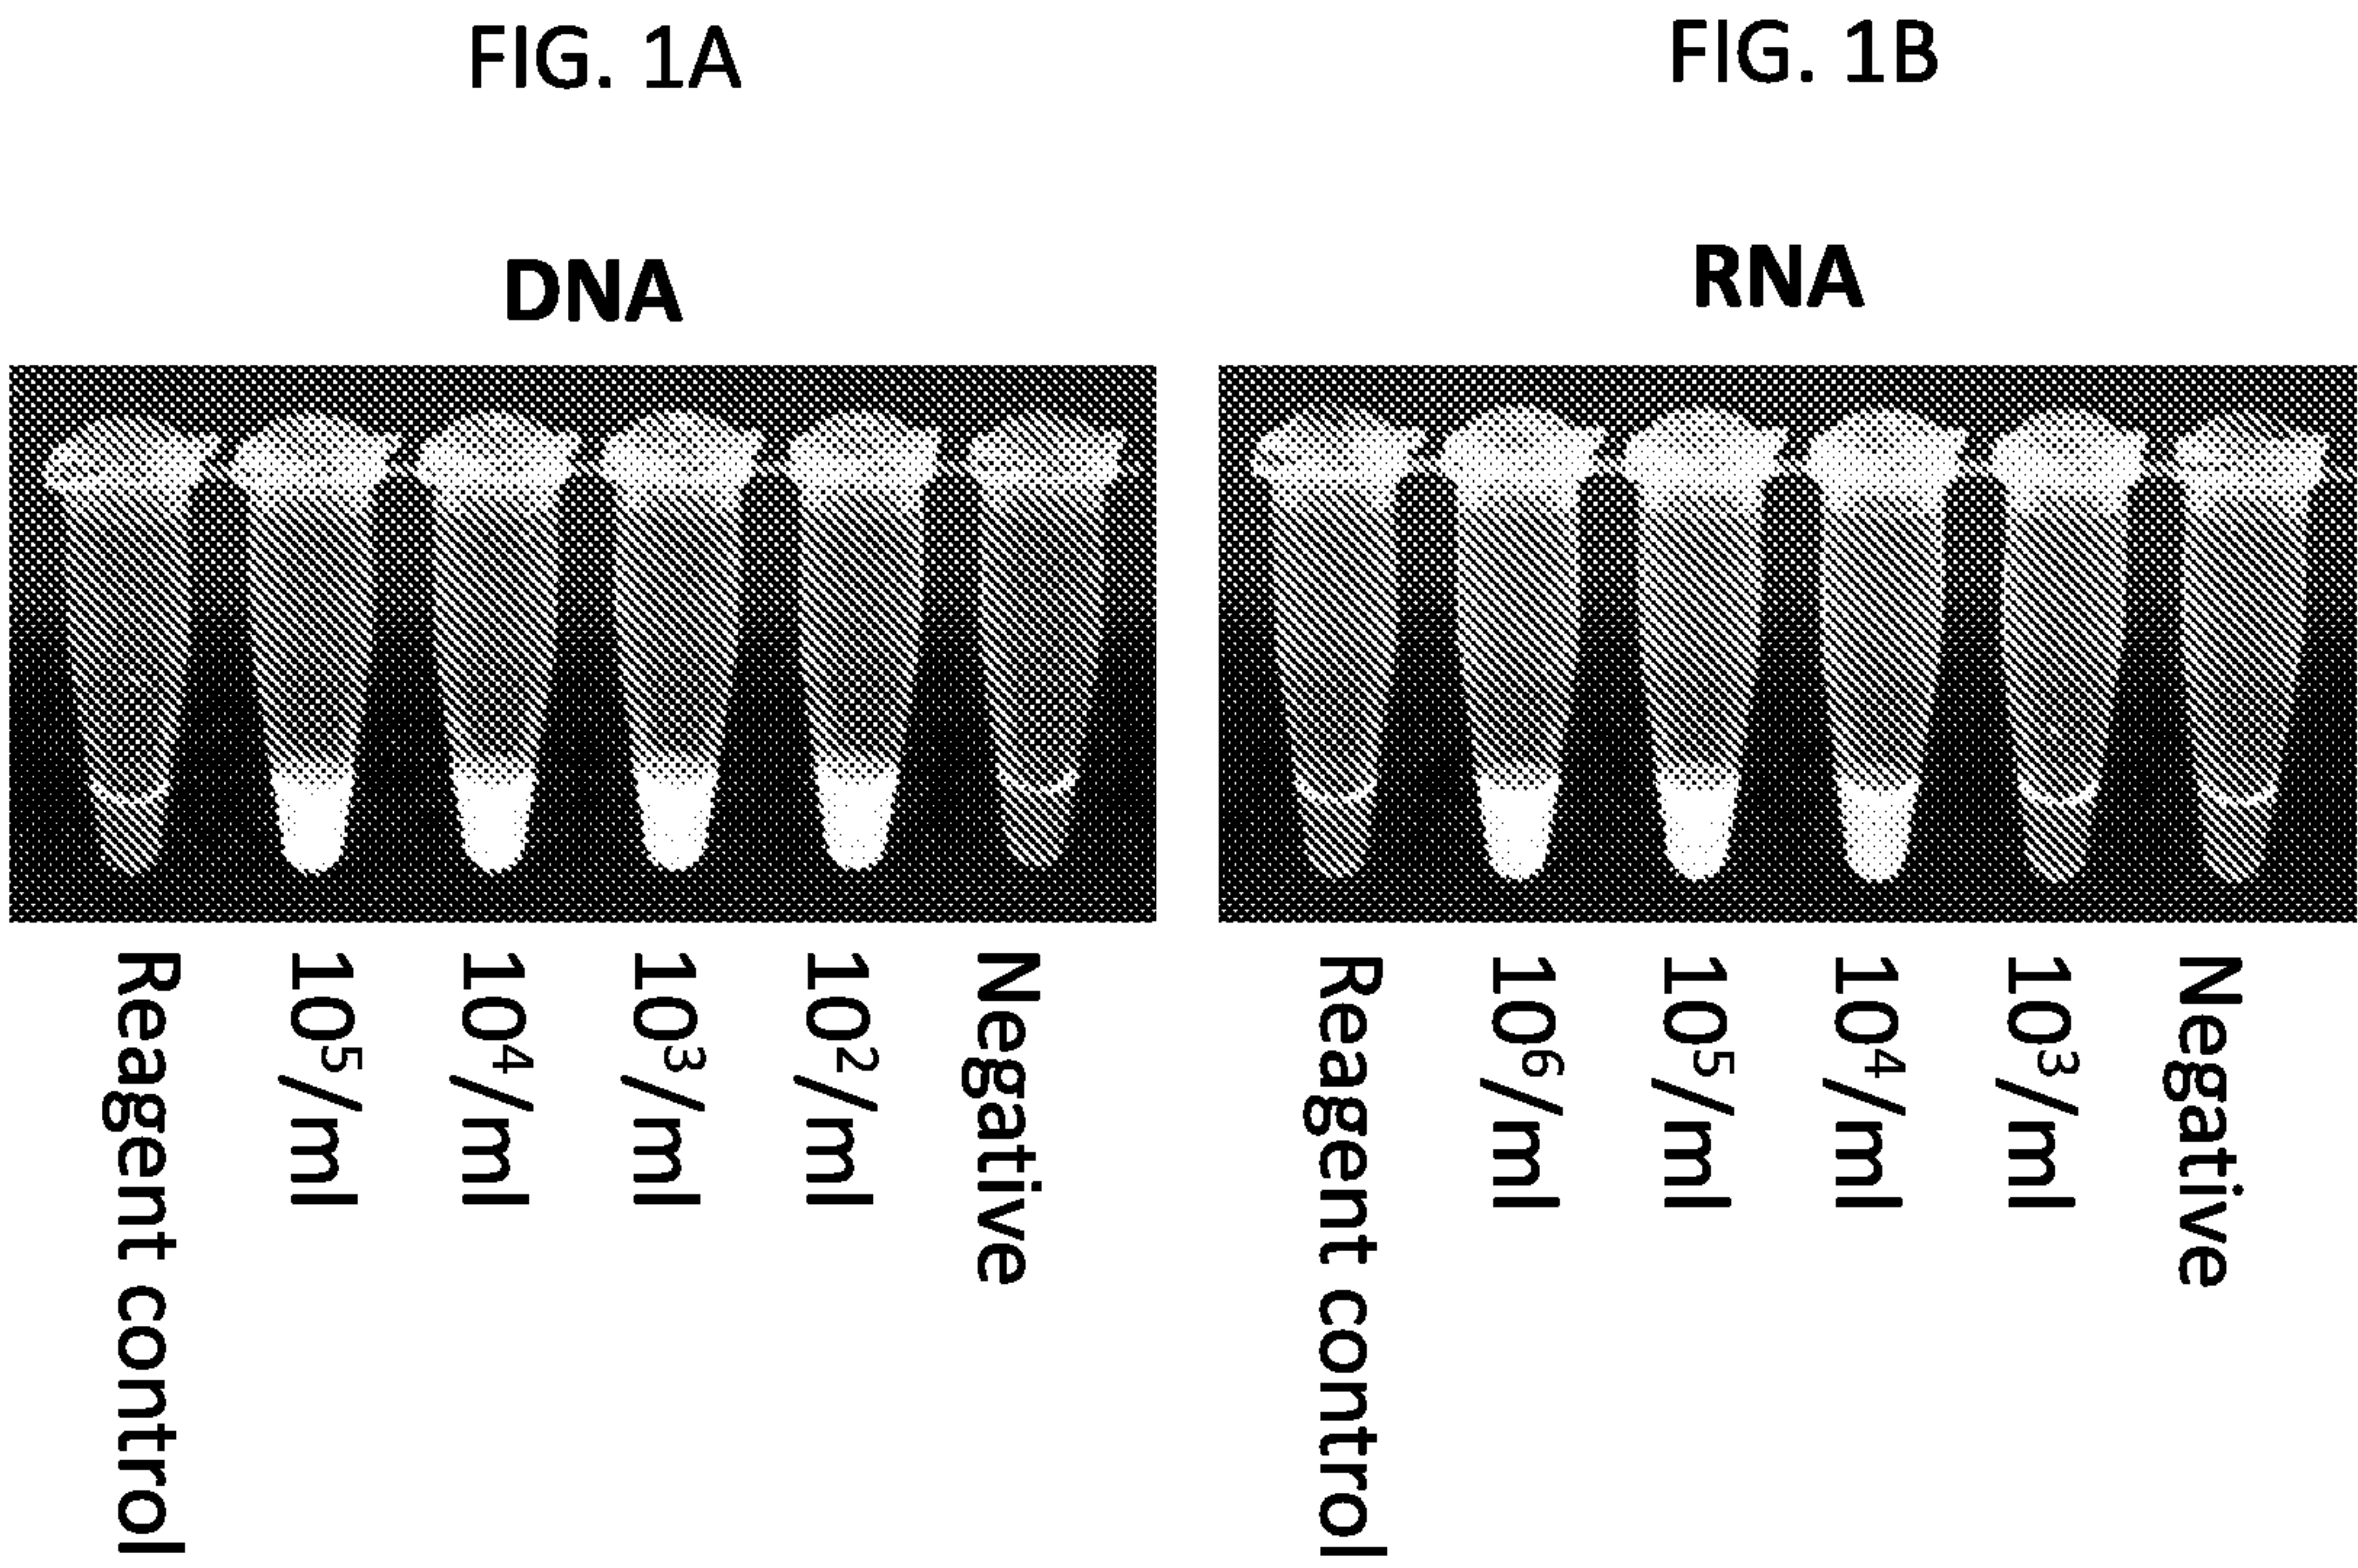 FIG. 1A
DNA
Reagent control
10⁵/ml
10⁴/ml
10³/ml
10²/ml
Negative
FIG. 1B
RNA
Reagent control
10⁶/ml
10⁵/ml
10⁴/ml
10³/ml
Negative